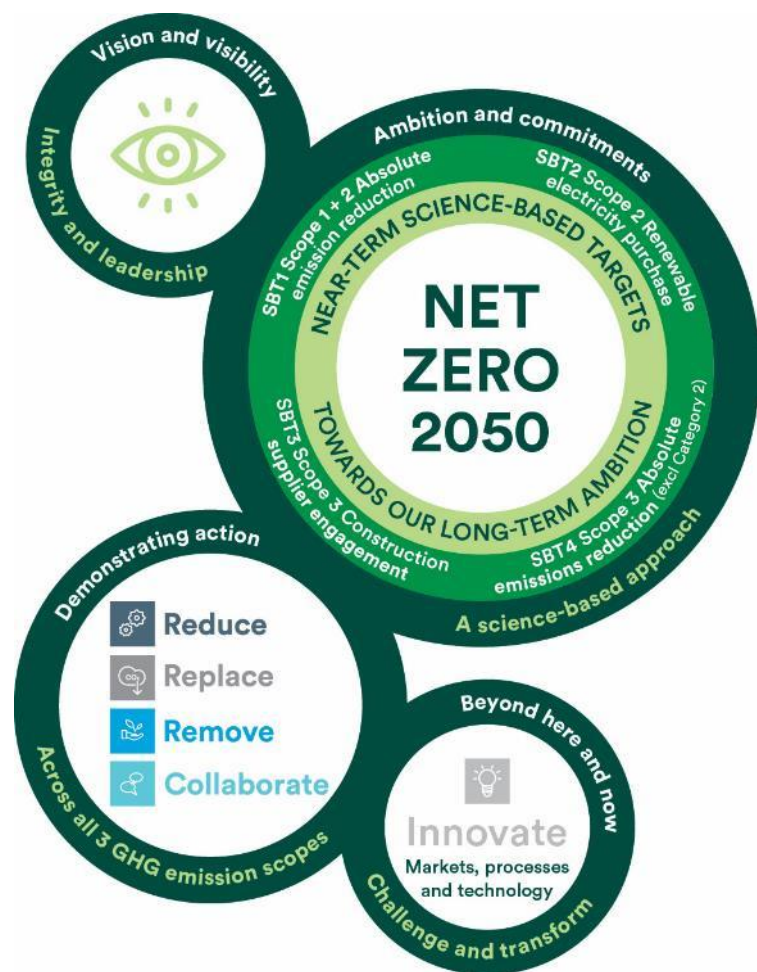 Vision and visibility
Integrity and leadership
Ambition and commitments
SBT1 Scope 1 + 2 Absolute
emission reduction
SBT2 Scope 2 Renewable
electricity purchase
NEAR-TERM SCIENCE-BASED TARGETS
NET
ZERO
2050
TOWARDS OUR LONG-TERM AMBITION
SBT3 Scope 3 Construction
supplier engagement
SBT4 Scope 3 Absolute
emissions reduction (excl Category 2)
A science-based approach
Demonstrating action
Reduce
Replace
Remove
Collaborate
Across all 3 GHG emission scopes
Beyond here and now
Innovate
Markets, processes
and technology
Challenge and transform